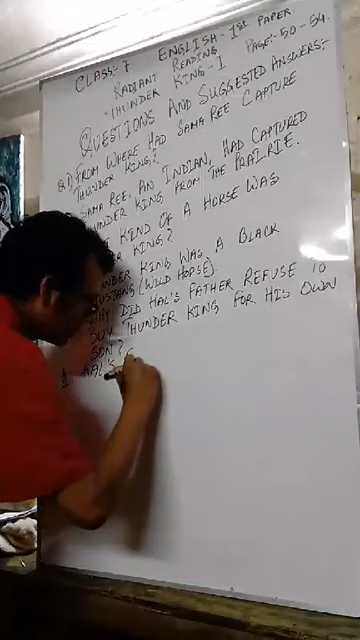 CLASS:- 7 ENGLISH - 1ST PAPER
RADIANT READING PAGE:- 50-54.
THUNDER KING - I
QUESTIONS AND SUGGESTED ANSWERS:-
Q.1) FROM WHERE HAD SAMA REE CAPTURE
THUNDER KING?
SAMA REE, AN INDIAN, HAD CAPTURED
THUNDER KING FROM THE PRAIRIE.
KIND OF A HORSE WAS
KING?
KING WAS A BLACK
(WILD HORSE).
WHY DID HAL'S FATHER REFUSE TO
BUY THUNDER KING FOR HIS OWN
SON?
HAL'S